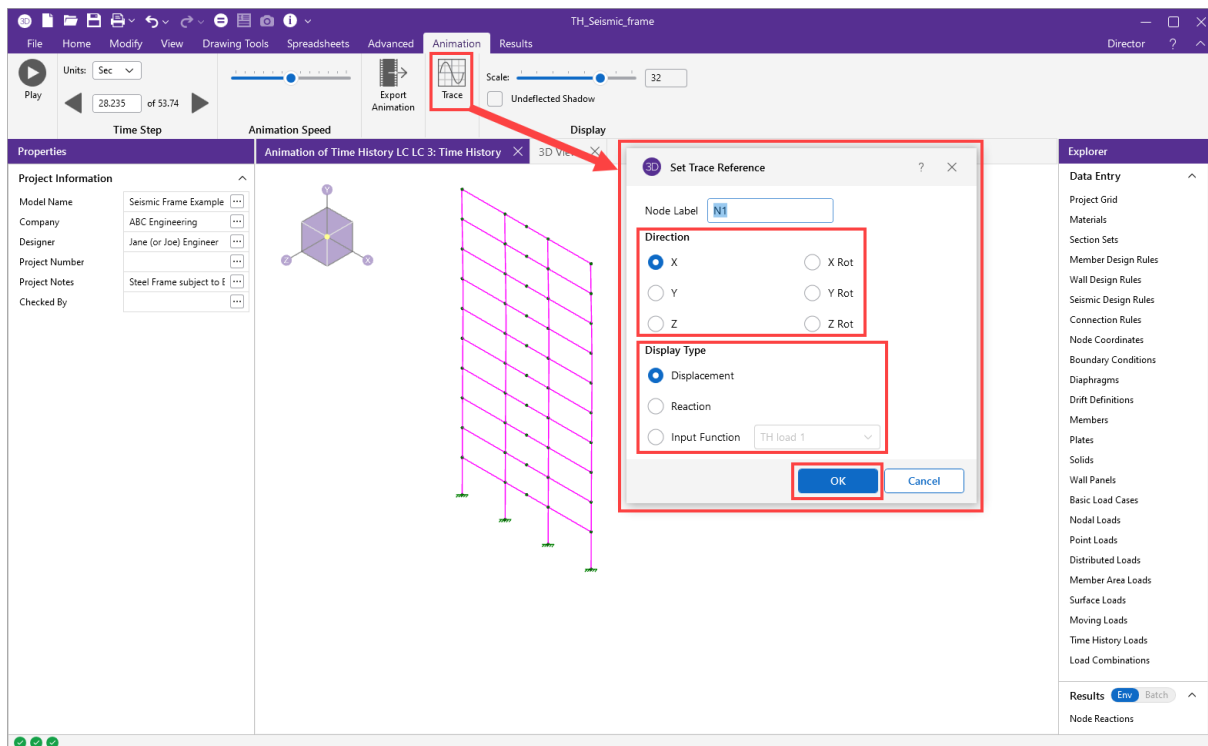 3D
TH_Seismic_frame
File Home Modify View Drawing Tools Spreadsheets Advanced Animation Results Director ?
Play
Units: Sec
28.235 of 53.74
Time Step
Animation Speed
Export
Animation
Trace
Scale: 32
Undeflected Shadow
Display
Properties
Project Information
Model Name Seismic Frame Example ...
Company ABC Engineering ...
Designer Jane (or Joe) Engineer ...
Project Number ...
Project Notes Steel Frame subject to E ...
Checked By ...
Animation of Time History LC LC 3: Time History
3D
Y
Z
X
3D Set Trace Reference ?
Node Label N1
Direction
X X Rot
Y Y Rot
Z Z Rot
Display Type
Displacement
Reaction
Input Function TH load 1
OK Cancel
Explorer
Data Entry
Project Grid
Materials
Section Sets
Member Design Rules
Wall Design Rules
Seismic Design Rules
Connection Rules
Node Coordinates
Boundary Conditions
Diaphragms
Drift Definitions
Members
Plates
Solids
Wall Panels
Basic Load Cases
Nodal Loads
Point Loads
Distributed Loads
Member Area Loads
Surface Loads
Moving Loads
Time History Loads
Load Combinations
Results Env Batch
Node Reactions